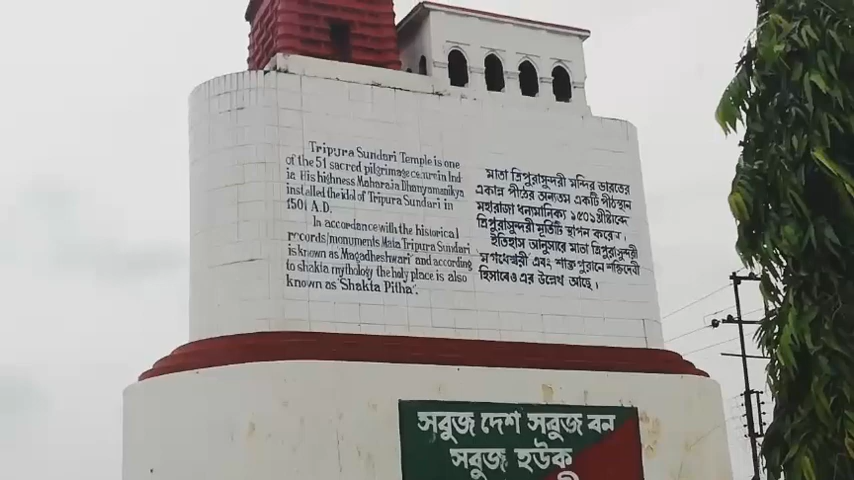 Tripura Sundari Temple is one
of the 51 sacred pilgrimage centre in Ind
ia His highness Maharaja Dhanyamanikya
installed the idol of Tripura Sundari in
1501 A.D.
In accordance with the historical
records/monuments Mata Tripura Sundari
is known as 'Magadheshwari' and according
to shakta mythology the holy place is also
known as 'Shakta Pitha'.
মাতা ত্রিপুরাসুন্দরী মন্দির ভারতের
একান্ন পীঠের অন্যতম একটি পীঠস্থান
মহারাজা ধন্যমানিক্য ১৫০১ খ্রীষ্টাব্দে
ত্রিপুরাসুন্দরী মূর্তিটি স্থাপন করেন।
ইতিহাস অনুসারে মাতা ত্রিপুরাসুন্দরী
মগধেশ্বরী এবং শাক্ত পুরানে শক্তিদেবী
হিসাবেও এর উল্লেখ আছে।
সবুজ দেশ সবুজ বন
সবুজ হউক